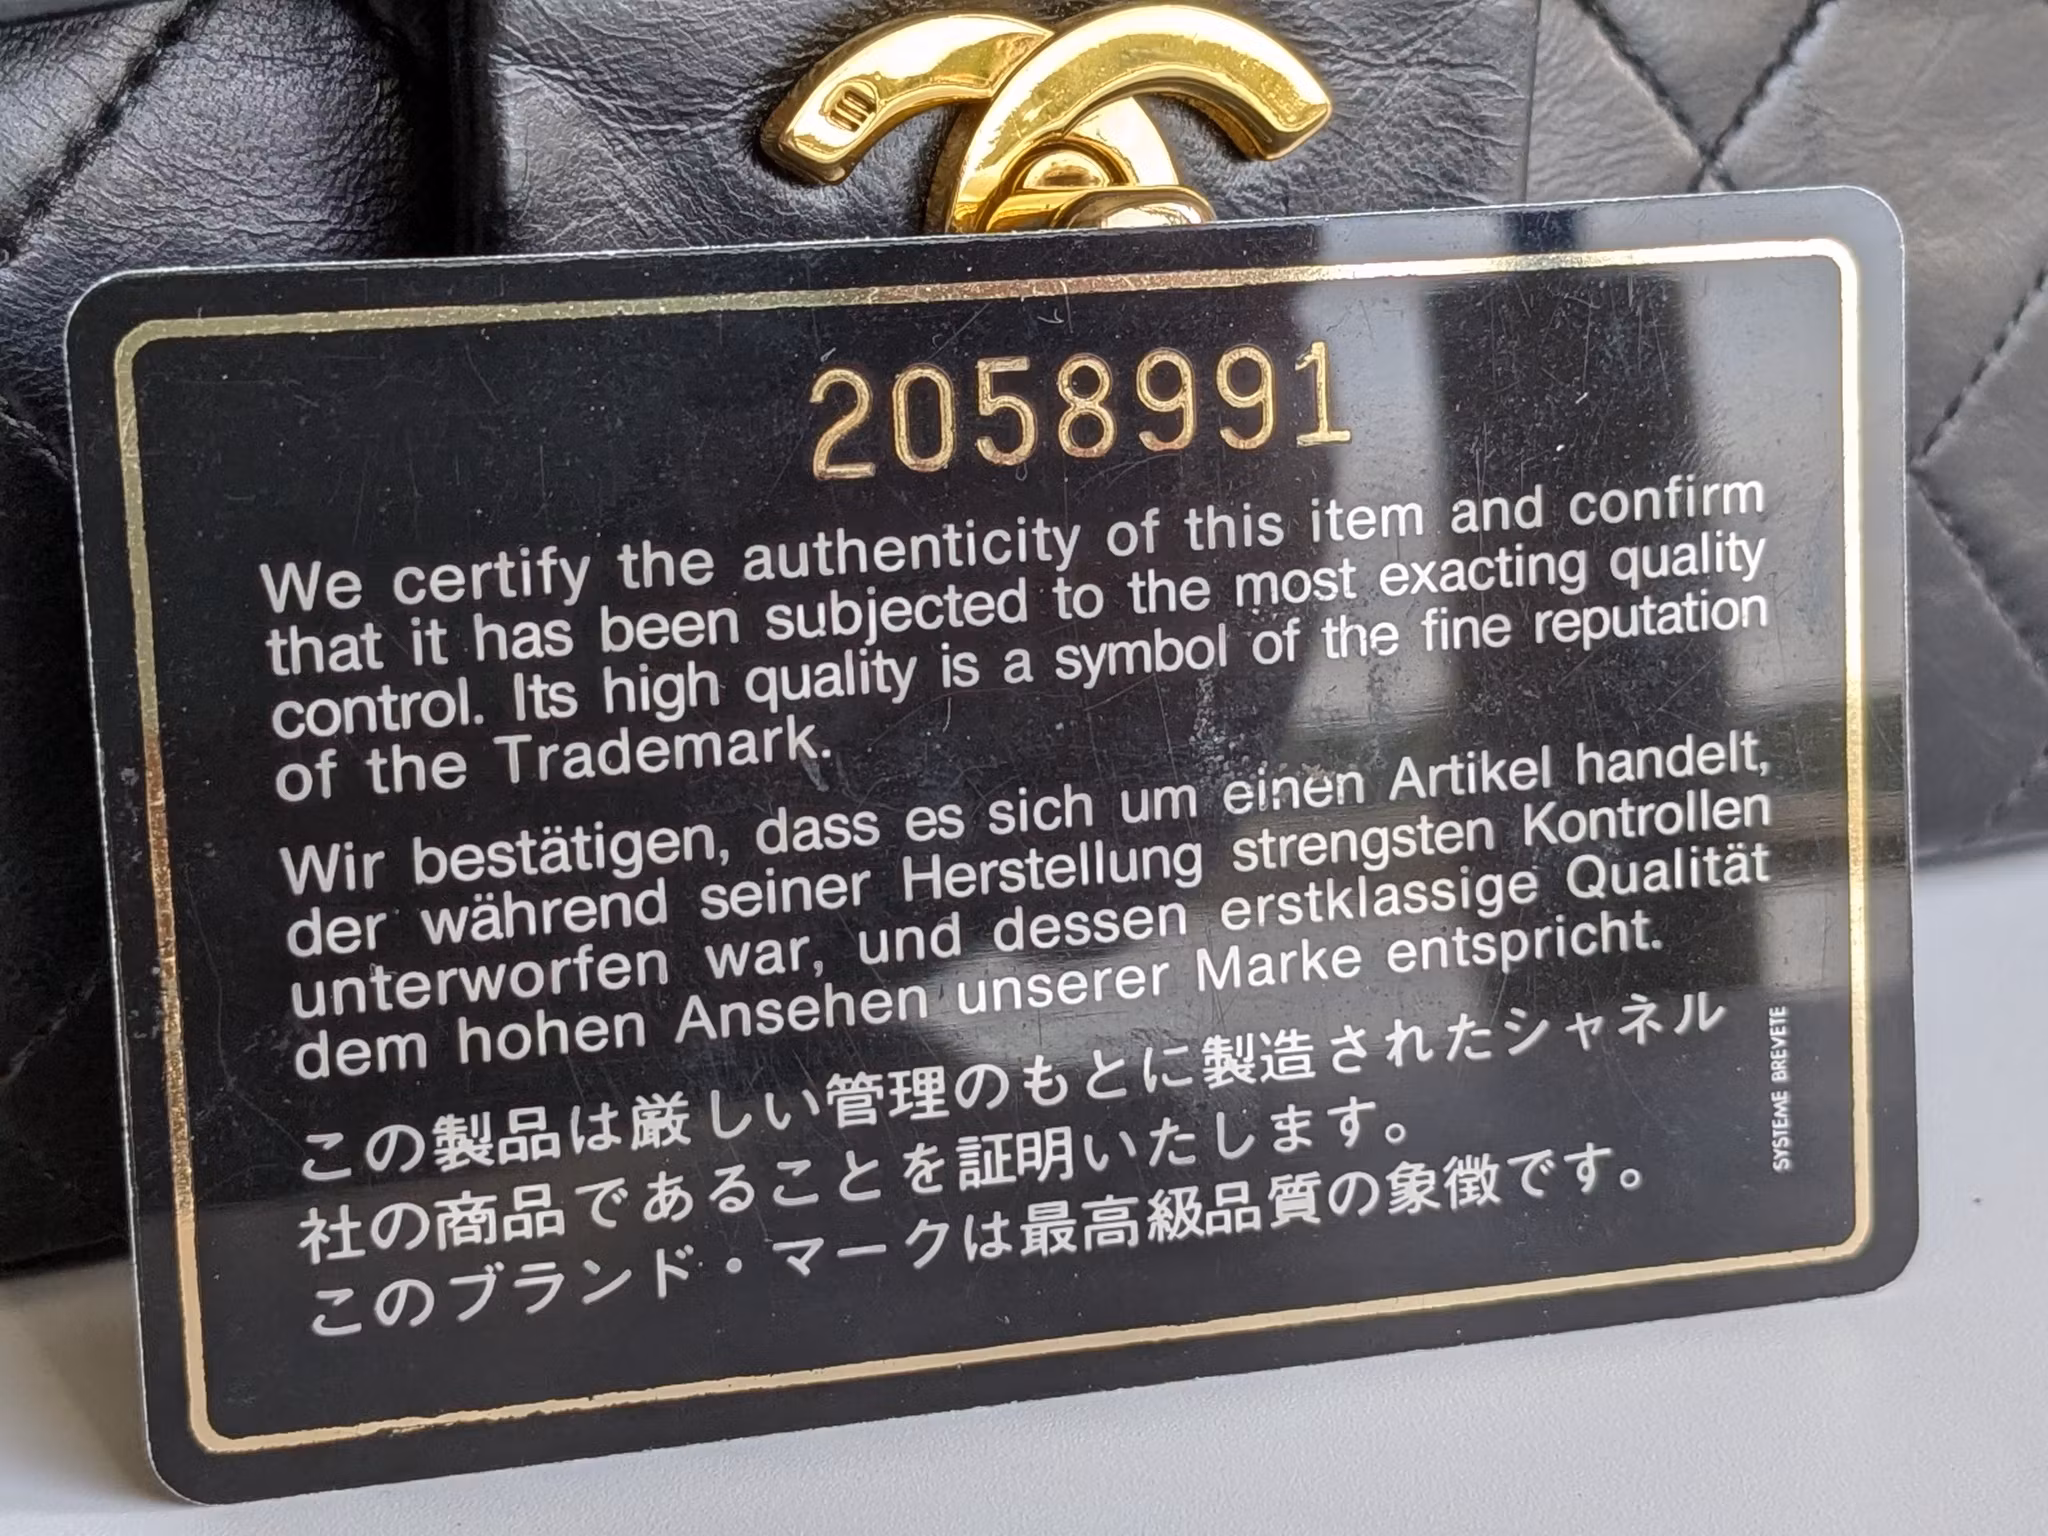 2058991
We certify the authenticity of this item and confirm
that it has been subjected to the most exacting quality
control. Its high quality is a symbol of the fine reputation
of the Trademark.
Wir bestätigen, dass es sich um einen Artikel handelt,
der während seiner Herstellung strengsten Kontrollen
unterworfen war, und dessen erstklassige Qualität
dem hohen Ansehen unserer Marke entspricht.
この製品は厳しい管理のもとに製造されたシャネル
社の商品であることを証明いたします。
このブランド・マークは最高級品質の象徴です。
SYSTEME BREVETE